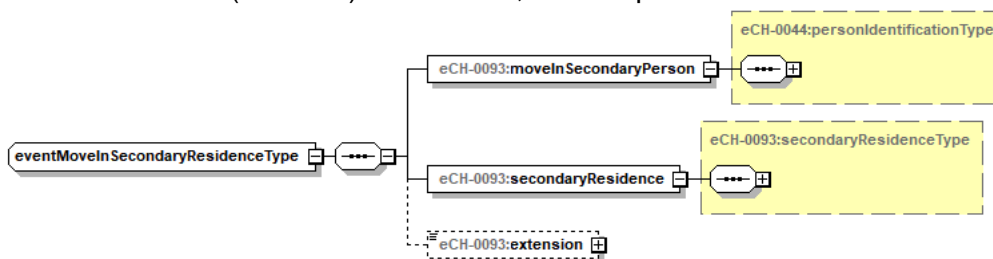 eCH-0044:personIdentificationType
eCH-0093:moveInSecondaryPerson
eventMoveInSecondaryResidenceType
eCH-0093:secondaryResidenceType
eCH-0093:secondaryResidence
eCH-0093:extension